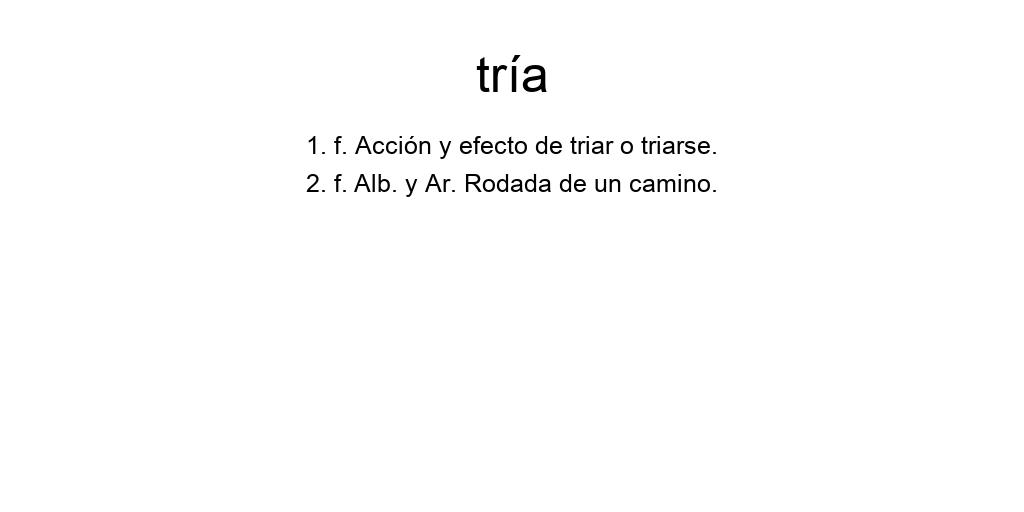 tría
1. f. Acción y efecto de triar o triarse.
2. f. Alb. y Ar. Rodada de un camino.